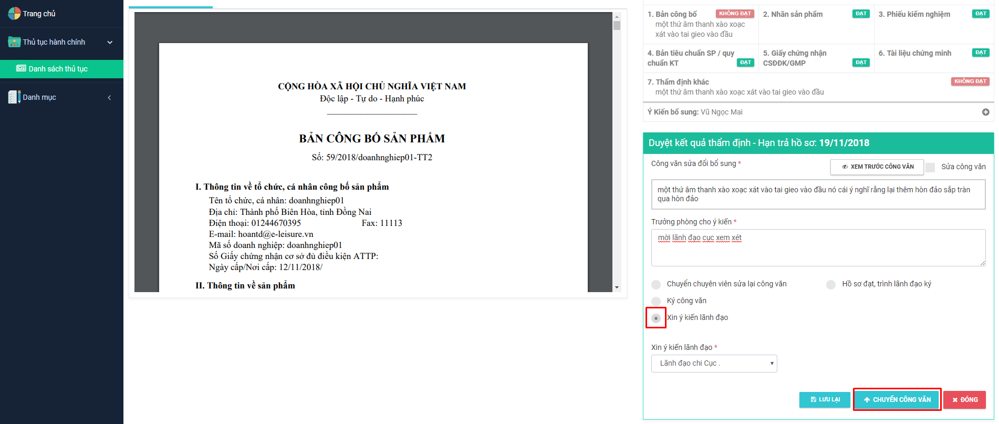 Trang chủ
Thủ tục hành chính
Danh sách thủ tục
Danh mục
CỘNG HÒA XÃ HỘI CHỦ NGHĨA VIỆT NAM
Độc lập - Tự do - Hạnh phúc
BẢN CÔNG BỐ SẢN PHẨM
Số: 59/2018/doanhnghiep01-TT2
I. Thông tin về tổ chức, cá nhân công bố sản phẩm
Tên tổ chức, cá nhân: doanhnghiep01
Địa chỉ: Thành phố Biên Hòa, tỉnh Đồng Nai
Điện thoại: 01244670395 Fax: 11113
E-mail: hoantd@e-leisure.vn
Mã số doanh nghiệp: doanhnghiep01
Số Giấy chứng nhận cơ sở đủ điều kiện ATTP:
Ngày cấp/Nơi cấp: 12/11/2018/
II. Thông tin về sản phẩm
1. Bản công bố KHÔNG ĐẠT
một thứ âm thanh xào xoạc
xát vào tai gieo vào đầu
2. Nhãn sản phẩm ĐẠT
3. Phiếu kiểm nghiệm ĐẠT
4. Bản tiêu chuẩn SP / quy
chuẩn KT ĐẠT
5. Giấy chứng nhận
CSĐĐK/GMP ĐẠT
6. Tài liệu chứng minh ĐẠT
7. Thẩm định khác KHÔNG ĐẠT
một thứ âm thanh xào xoạc xát vào tai gieo vào đầu
Ý Kiến bổ sung: Vũ Ngọc Mai
Duyệt kết quả thẩm định - Hạn trả hồ sơ: 19/11/2018
Công văn sửa đổi bổ sung * XEM TRƯỚC CÔNG VĂN Sửa công văn
một thứ âm thanh xào xoạc xát vào tai gieo vào đầu nó cái ý nghĩ rằng lại thêm hòn đảo sắp tràn
qua hòn đảo
Trưởng phòng cho ý kiến *
mời lãnh đạo cục xem xét
Chuyển chuyên viên sửa lại công văn Hồ sơ đạt, trình lãnh đạo ký
Ký công văn
Xin ý kiến lãnh đạo
Xin ý kiến lãnh đạo *
Lãnh đạo chi Cục .
LƯU LẠI CHUYỂN CÔNG VĂN ĐÓNG